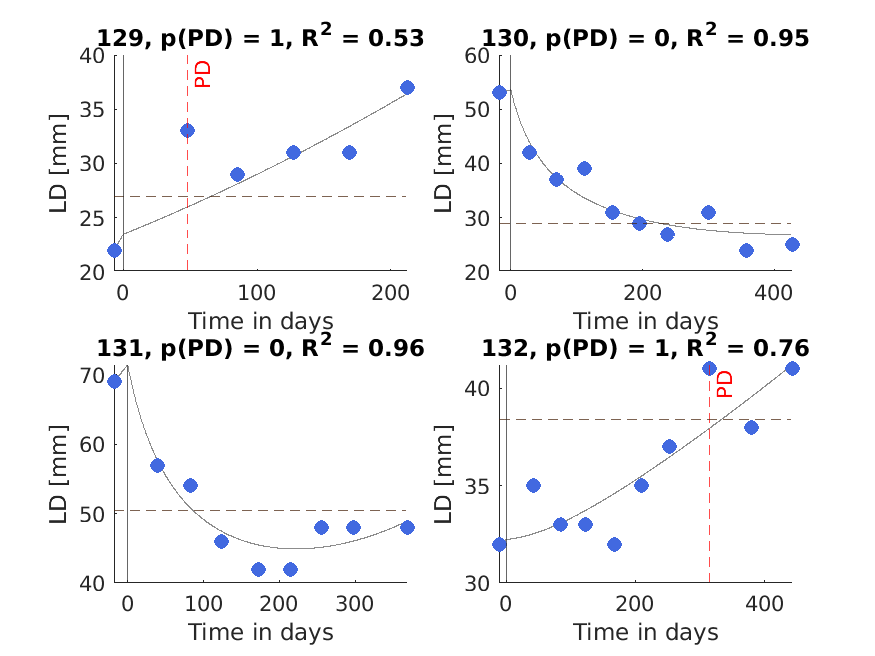 129, p(PD) = 1, R² = 0.53
40
35
30
25
20
LD [mm]
PD
0
100
200
Time in days
130, p(PD) = 0, R² = 0.95
60
50
40
30
20
LD [mm]
0
200
400
Time in days
131, p(PD) = 0, R² = 0.96
70
60
50
40
LD [mm]
0
100
200
300
Time in days
132, p(PD) = 1, R² = 0.76
40
35
30
LD [mm]
PD
0
200
400
Time in days